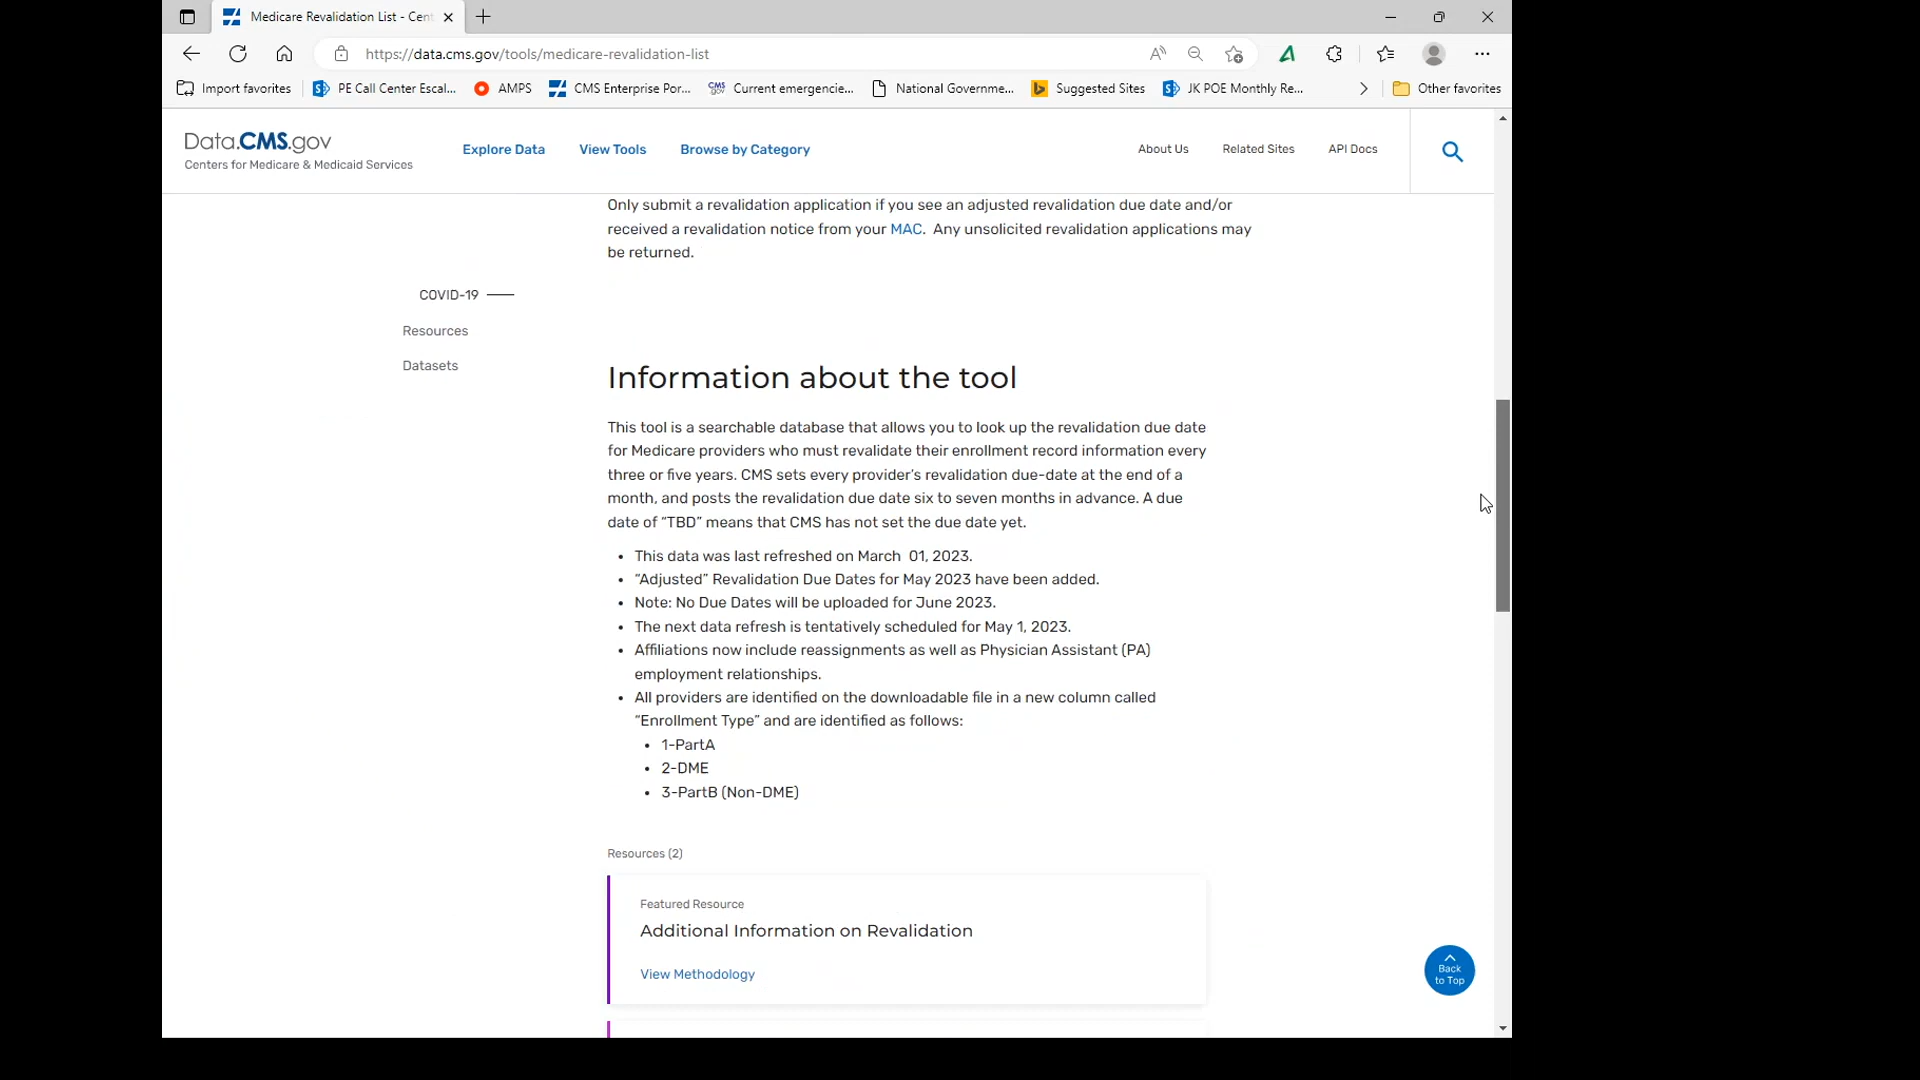 Medicare Revalidation List - Cent
https://data.cms.gov/tools/medicare-revalidation-list
Import favorites
PE Call Center Escal...
AMPS
CMS Enterprise Por...
Current emergencie...
National Governme...
Suggested Sites
JK POE Monthly Re...
Other favorites
Data.CMS.gov
Centers for Medicare & Medicaid Services
Explore Data
View Tools
Browse by Category
About Us
Related Sites
API Docs
Only submit a revalidation application if you see an adjusted revalidation due date and/or
received a revalidation notice from your MAC. Any unsolicited revalidation applications may
be returned.
COVID-19
Resources
Datasets
Information about the tool
This tool is a searchable database that allows you to look up the revalidation due date
for Medicare providers who must revalidate their enrollment record information every
three or five years. CMS sets every provider's revalidation due-date at the end of a
month, and posts the revalidation due date six to seven months in advance. A due
date of “TBD” means that CMS has not set the due date yet.
• This data was last refreshed on March 01, 2023.
• “Adjusted” Revalidation Due Dates for May 2023 have been added.
• Note: No Due Dates will be uploaded for June 2023.
• The next data refresh is tentatively scheduled for May 1, 2023.
• Affiliations now include reassignments as well as Physician Assistant (PA)
employment relationships.
• All providers are identified on the downloadable file in a new column called
“Enrollment Type” and are identified as follows:
• 1-PartA
• 2-DME
• 3-PartB (Non-DME)
Resources (2)
Featured Resource
Additional Information on Revalidation
View Methodology
Back
to Top